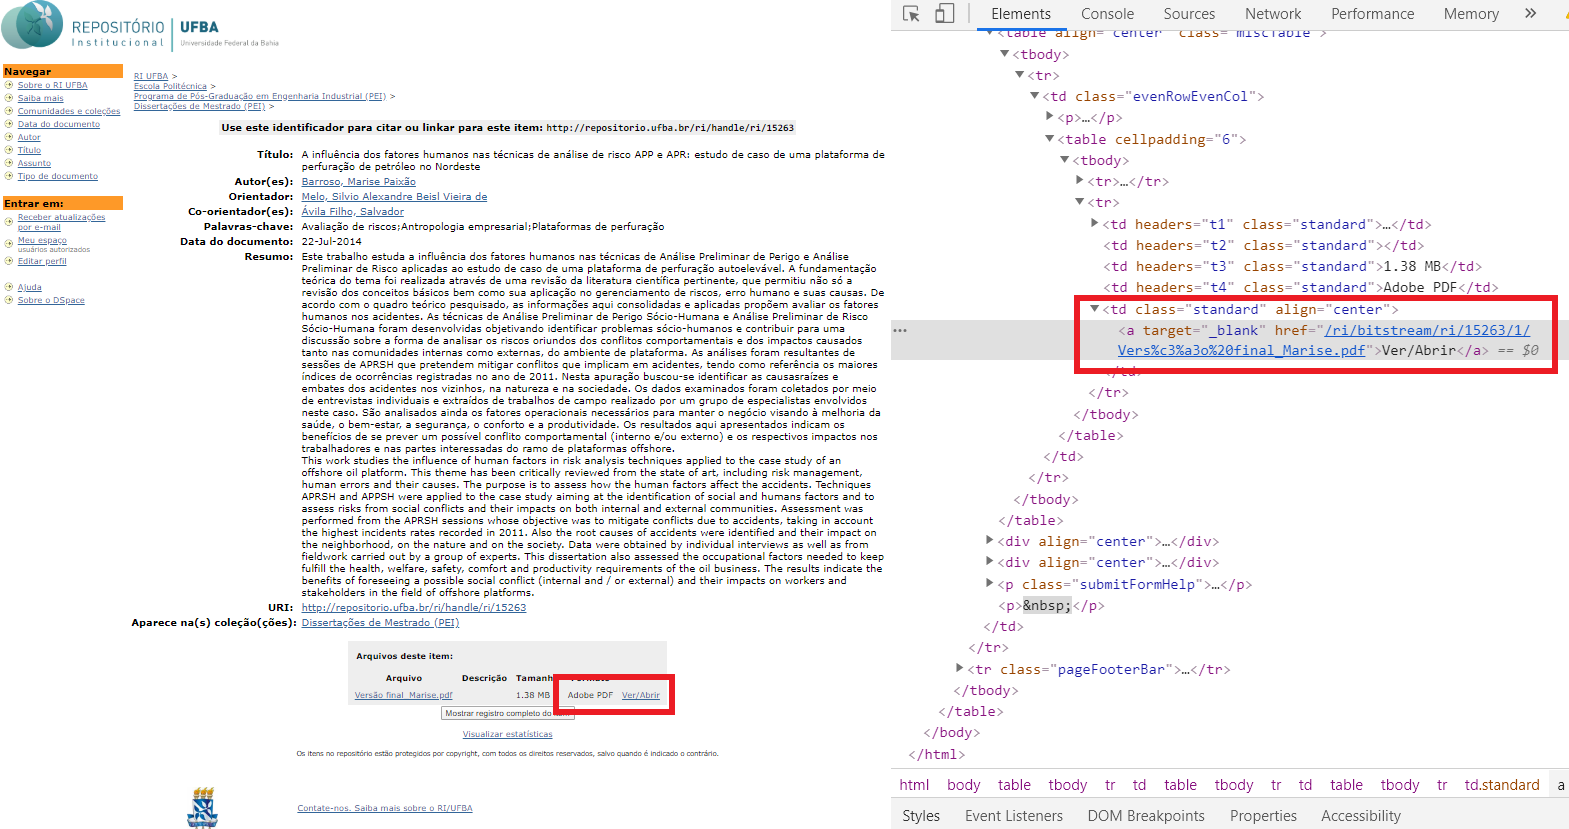 REPOSITÓRIO
Institucional
UFBA
Universidade Federal da Bahia
Navegar
Sobre o RI UFBA
Saiba mais
Comunidades e coleções
Data do documento
Autor
Título
Assunto
Tipo de documento
Entrar em:
Receber atualizações
por e-mail
Meu espaço
usuários autorizados
Editar perfil
Ajuda
Sobre o DSpace
RI UFBA >
Escola Politécnica >
Programa de Pós-Graduação em Engenharia Industrial (PEI) >
Dissertações de Mestrado (PEI) >
Use este identificador para citar ou linkar para este item: http://repositorio.ufba.br/ri/handle/ri/15263
Título: A influência dos fatores humanos nas técnicas de análise de risco APP e APR: estudo de caso de uma plataforma de
perfuração de petróleo no Nordeste
Autor(es): Barroso, Marise Paixão
Orientador: Melo, Silvio Alexandre Beisl Vieira de
Co-orientador(es): Ávila Filho, Salvador
Palavras-chave: Avaliação de riscos;Antropologia empresarial;Plataformas de perfuração
Data do documento: 22-Jul-2014
Resumo: Este trabalho estuda a influência dos fatores humanos nas técnicas de Análise Preliminar de Perigo e Análise
Preliminar de Risco aplicadas ao estudo de caso de uma plataforma de perfuração autoelevável. A fundamentação
teórica do tema foi realizada através de uma revisão da literatura científica pertinente, que permitiu não só a
revisão dos conceitos básicos bem como sua aplicação no gerenciamento de riscos, erro humano e suas causas. De
acordo com o quadro teórico pesquisado, as informações aqui consolidadas e aplicadas propõem avaliar os fatores
humanos nos acidentes. As técnicas de Análise Preliminar de Perigo Sócio-Humana e Análise Preliminar de Risco
Sócio-Humana foram desenvolvidas objetivando identificar problemas sócio-humanos e contribuir para uma
discussão sobre a forma de analisar os riscos oriundos dos conflitos comportamentais e dos impactos causados
tanto nas comunidades internas como externas, do ambiente de plataforma. As análises foram resultantes de
sessões de APRSH que pretendem mitigar conflitos que implicam em acidentes, tendo como referência os maiores
índices de ocorrências registradas no ano de 2011. Nesta apuração buscou-se identificar as causasraízes e
embates dos acidentes nos vizinhos, na natureza e na sociedade. Os dados examinados foram coletados por meio
de entrevistas individuais e extraídos de trabalhos de campo realizado por um grupo de especialistas envolvidos
neste caso. São analisados ainda os fatores operacionais necessários para manter o negócio visando à melhoria da
saúde, o bem-estar, a segurança, o conforto e a produtividade. Os resultados aqui apresentados indicam os
benefícios de se prever um possível conflito comportamental (interno e/ou externo) e os respectivos impactos nos
trabalhadores e nas partes interessadas do ramo de plataformas offshore.
This work studies the influence of human factors in risk analysis techniques applied to the case study of an
offshore oil platform. This theme has been critically reviewed from the state of art, including risk management,
human errors and their causes. The purpose is to assess how the human factors affect the accidents. Techniques
APRSH and APPSH were applied to the case study aiming at the identification of social and humans factors and to
assess risks from social conflicts and their impacts on both internal and external communities. Assessment was
performed from the APRSH sessions whose objective was to mitigate conflicts due to accidents, taking in account
the highest incidents rates recorded in 2011. Also the root causes of accidents were identified and their impact on
the neighborhood, on the nature and on the society. Data were obtained by individual interviews as well as from
fieldwork carried out by a group of experts. This dissertation also assessed the occupational factors needed to keep
fulfill the health, welfare, safety, comfort and productivity requirements of the oil business. The results indicate the
benefits of foreseeing a possible social conflict (internal and / or external) and their impacts on workers and
stakeholders in the field of offshore platforms.
URI: http://repositorio.ufba.br/ri/handle/ri/15263
Aparece na(s) coleção(ções): Dissertações de Mestrado (PEI)
Arquivos deste item:
Arquivo Descrição Tamanh
Versão final_Marise.pdf 1.38 MB Adobe PDF Ver/Abrir
Mostrar registro completo do
Visualizar estatísticas
Os itens no repositório estão protegidos por copyright, com todos os direitos reservados, salvo quando é indicado o contrário.
Contate-nos. Saiba mais sobre o RI/UFBA
Elements Console Sources Network Performance Memory »
<table align="center" class="miscTable">
<tbody>
<tr>
<td class="evenRowEvenCol">
<p>…</p>
<table cellpadding="6">
<tbody>
<tr>…</tr>
<tr>
<td headers="t1" class="standard">…</td>
<td headers="t2" class="standard"></td>
<td headers="t3" class="standard">1.38 MB</td>
<td headers="t4" class="standard">Adobe PDF</td>
<td class="standard" align="center">
<a target="_blank" href="/ri/bitstream/ri/15263/1/
Vers%c3%a3o%20final_Marise.pdf">Ver/Abrir</a> == $0
</td>
</tr>
</tbody>
</table>
</td>
</tr>
</tbody>
</table>
<div align="center">…</div>
<div align="center">…</div>
<p class="submitFormHelp">…</p>
<p>&nbsp;</p>
</td>
</tr>
<tr class="pageFooterBar">…</tr>
</tbody>
</table>
</body>
</html>
html body table tbody tr td table tbody tr td table tbody tr td.standard a
Styles Event Listeners DOM Breakpoints Properties Accessibility